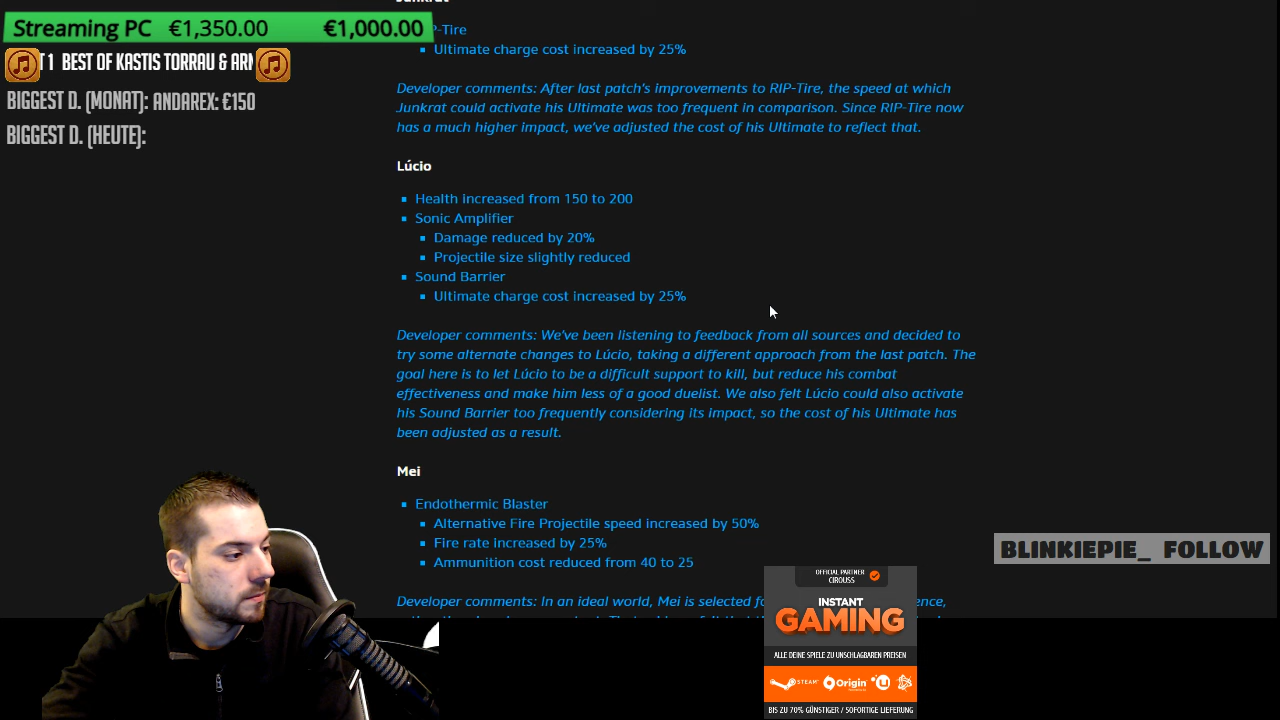 Junkrat
Streaming PC €1,350.00 €1,000.00
P-Tire
Ultimate charge cost increased by 25%
T 1 BEST OF KASTIS TORRAU &
BIGGEST D. (MONAT): ANDAREX: €150
BIGGEST D. (HEUTE):
Developer comments: After last patch's improvements to RIP-Tire, the speed at which
Junkrat could activate his Ultimate was too frequent in comparison. Since RIP-Tire now
has a much higher impact, we've adjusted the cost of his Ultimate to reflect that.
Lúcio
Health increased from 150 to 200
Sonic Amplifier
Damage reduced by 20%
Projectile size slightly reduced
Sound Barrier
Ultimate charge cost increased by 25%
Developer comments: We've been listening to feedback from all sources and decided to
try some alternate changes to Lúcio, taking a different approach from the last patch. The
goal here is to let Lúcio to be a difficult support to kill, but reduce his combat
effectiveness and make him less of a good duelist. We also felt Lúcio could also activate
his Sound Barrier too frequently considering its impact, so the cost of his Ultimate has
been adjusted as a result.
Mei
Endothermic Blaster
Alternative Fire Projectile speed increased by 50%
Fire rate increased by 25%
Ammunition cost reduced from 40 to 25
Developer comments: In an ideal world, Mei is selected fo
ence,
BLINKIEPIE_ FOLLOW
OFFICIAL PARTNER
CIROUSS
INSTANT
GAMING
ALLE DEINE SPIELE ZU UNSCHLAGBAREN PREISEN
STEAM Origin
BIS ZU 70% GÜNSTIGER / SOFORTIGE LIEFERUNG